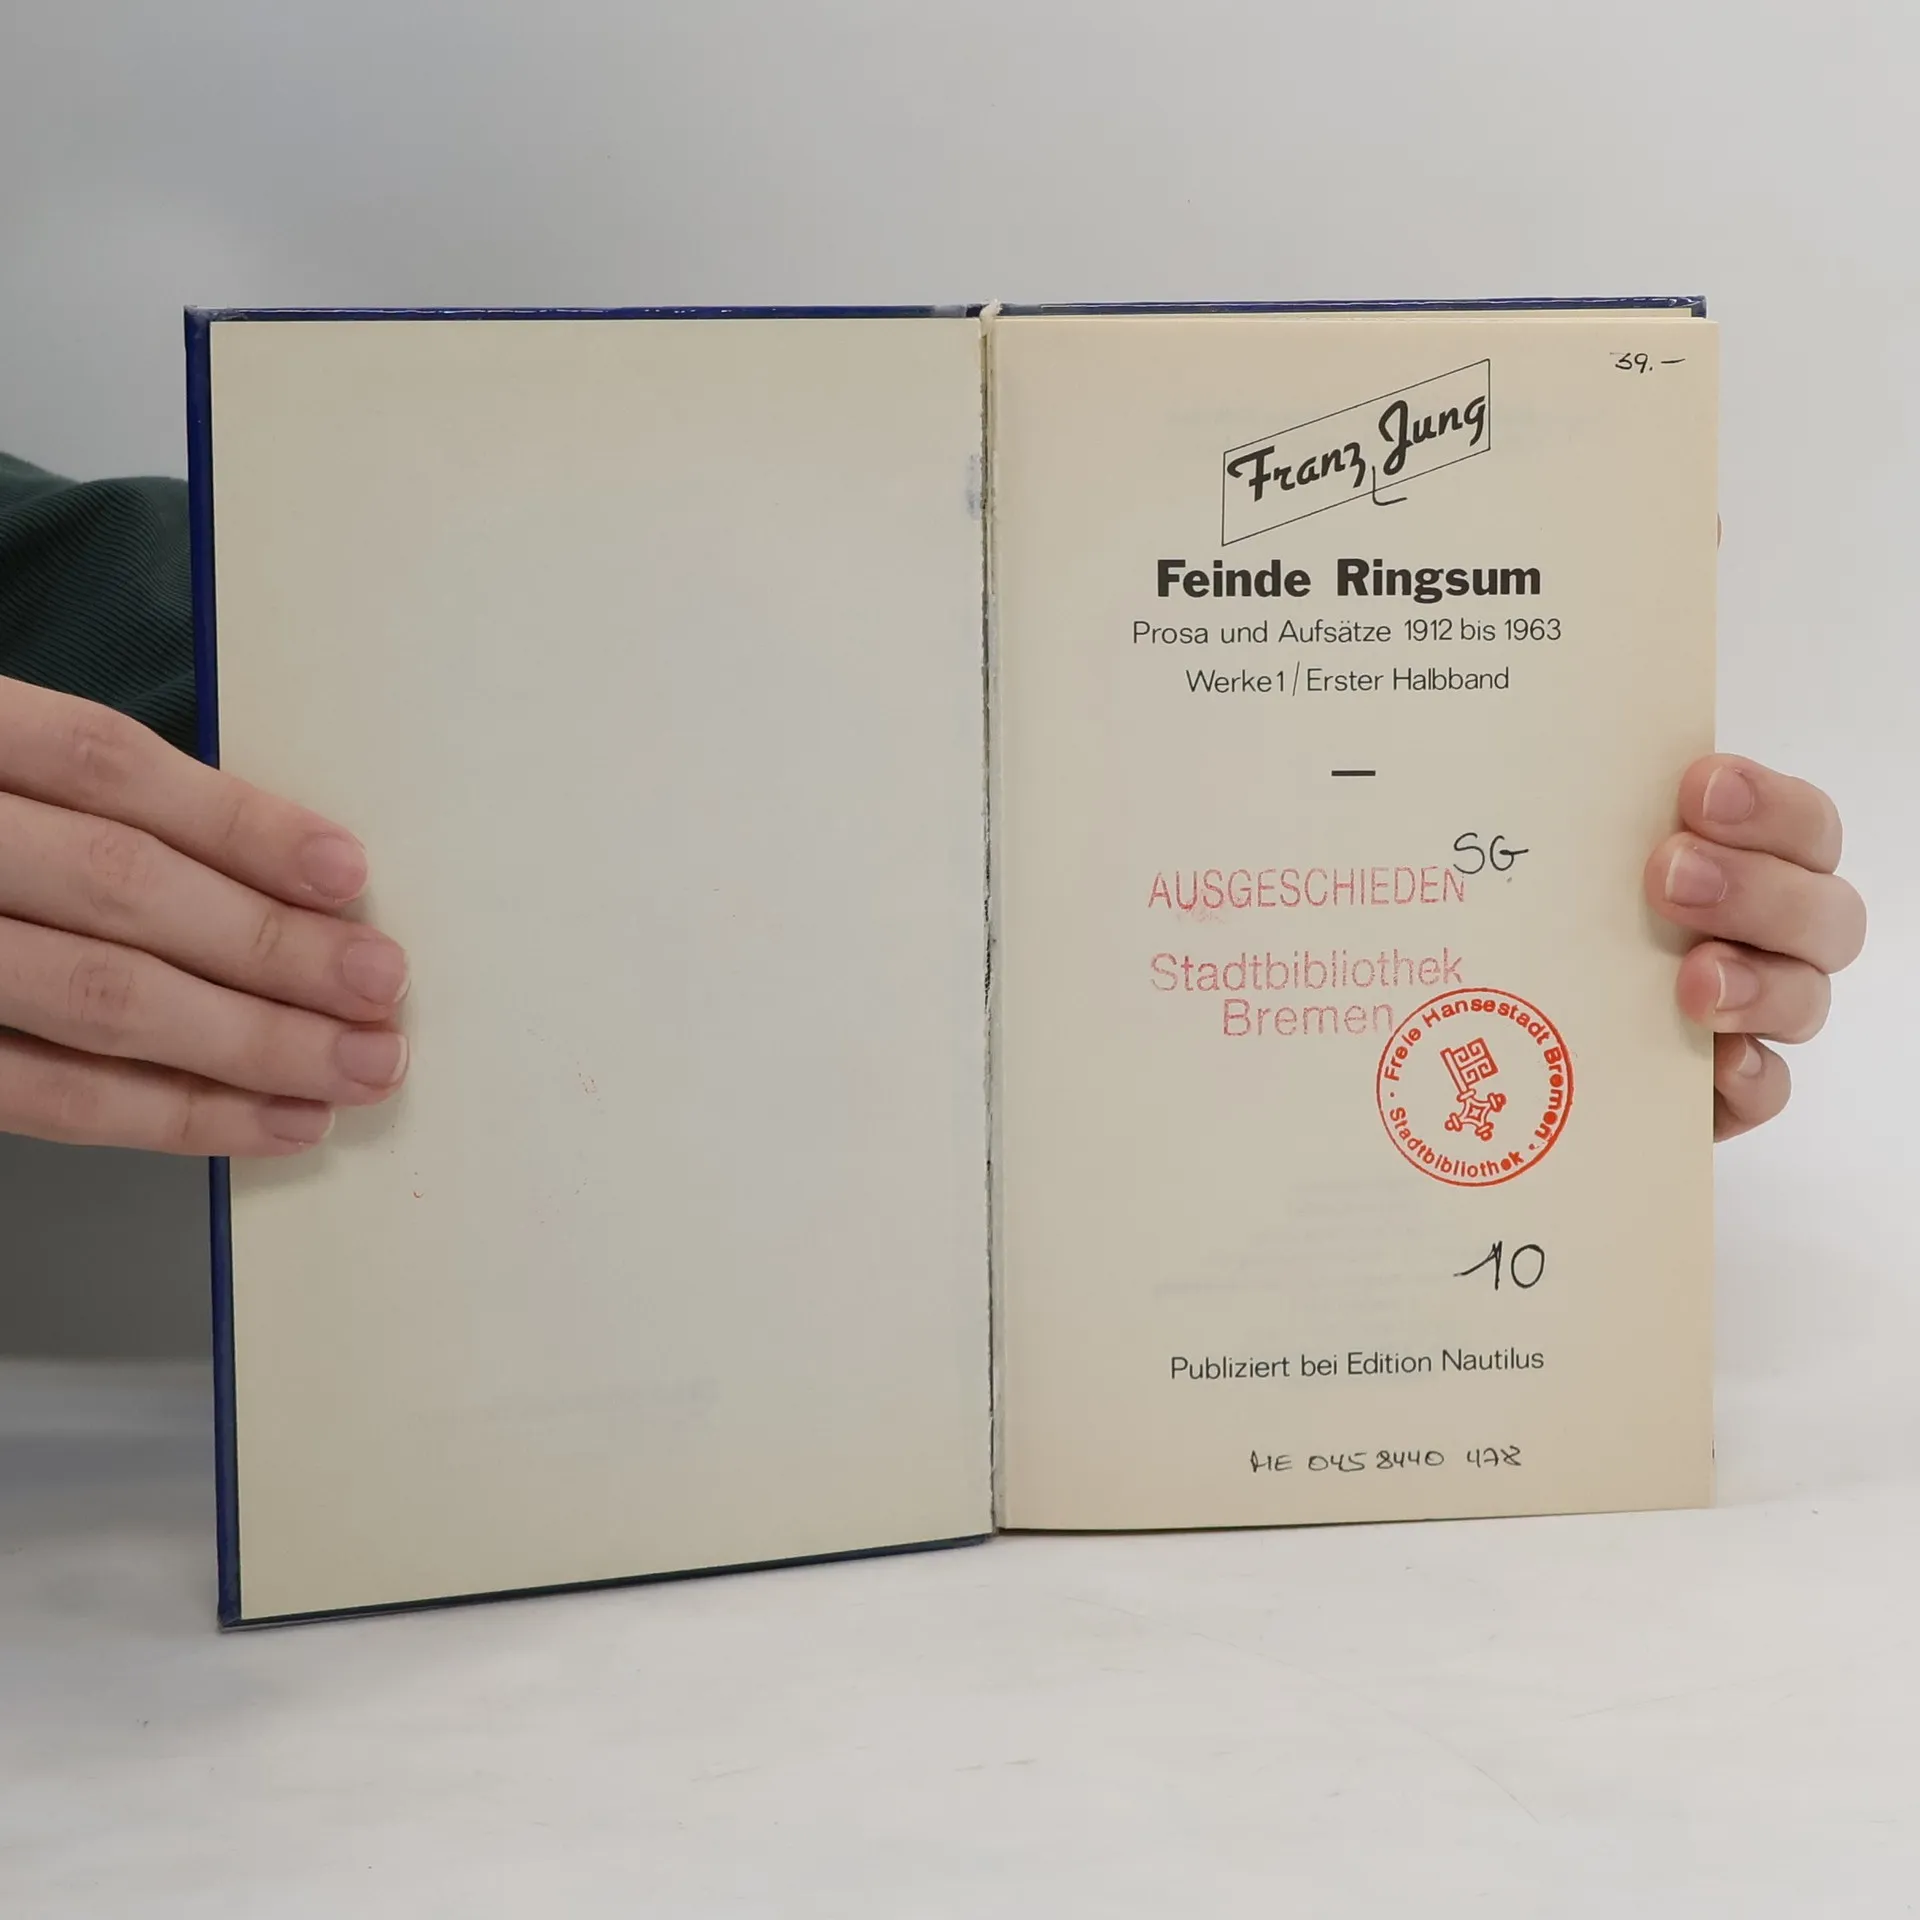 39.—
Franz Jung
Feinde Ringsum
Prosa und Aufsätze 1912 bis 1963
Werke 1/Erster Halbband
SG
AUSGESCHIEDEN
Stadtbibliothek
Bremen
Freie Hansestadt Bremen · Stadtbibliothek ·
10
Publiziert bei Edition Nautilus
045 8440 478